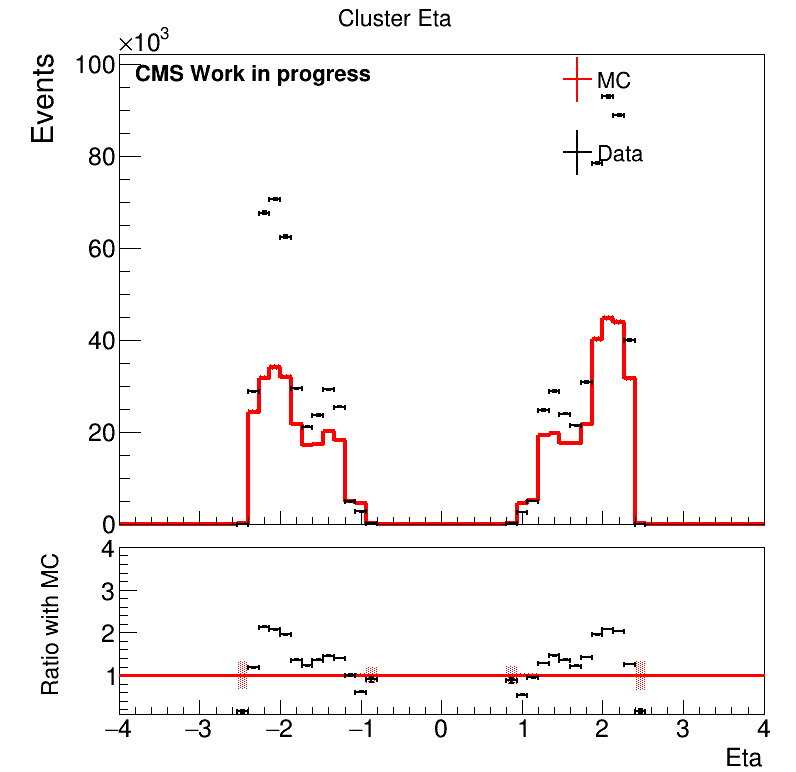 Cluster Eta
×10³
CMS Work in progress
MC
Data
Events
100
80
60
40
20
0
Ratio with MC
4
3
2
1
−4 −3 −2 −1 0 1 2 3 4
Eta